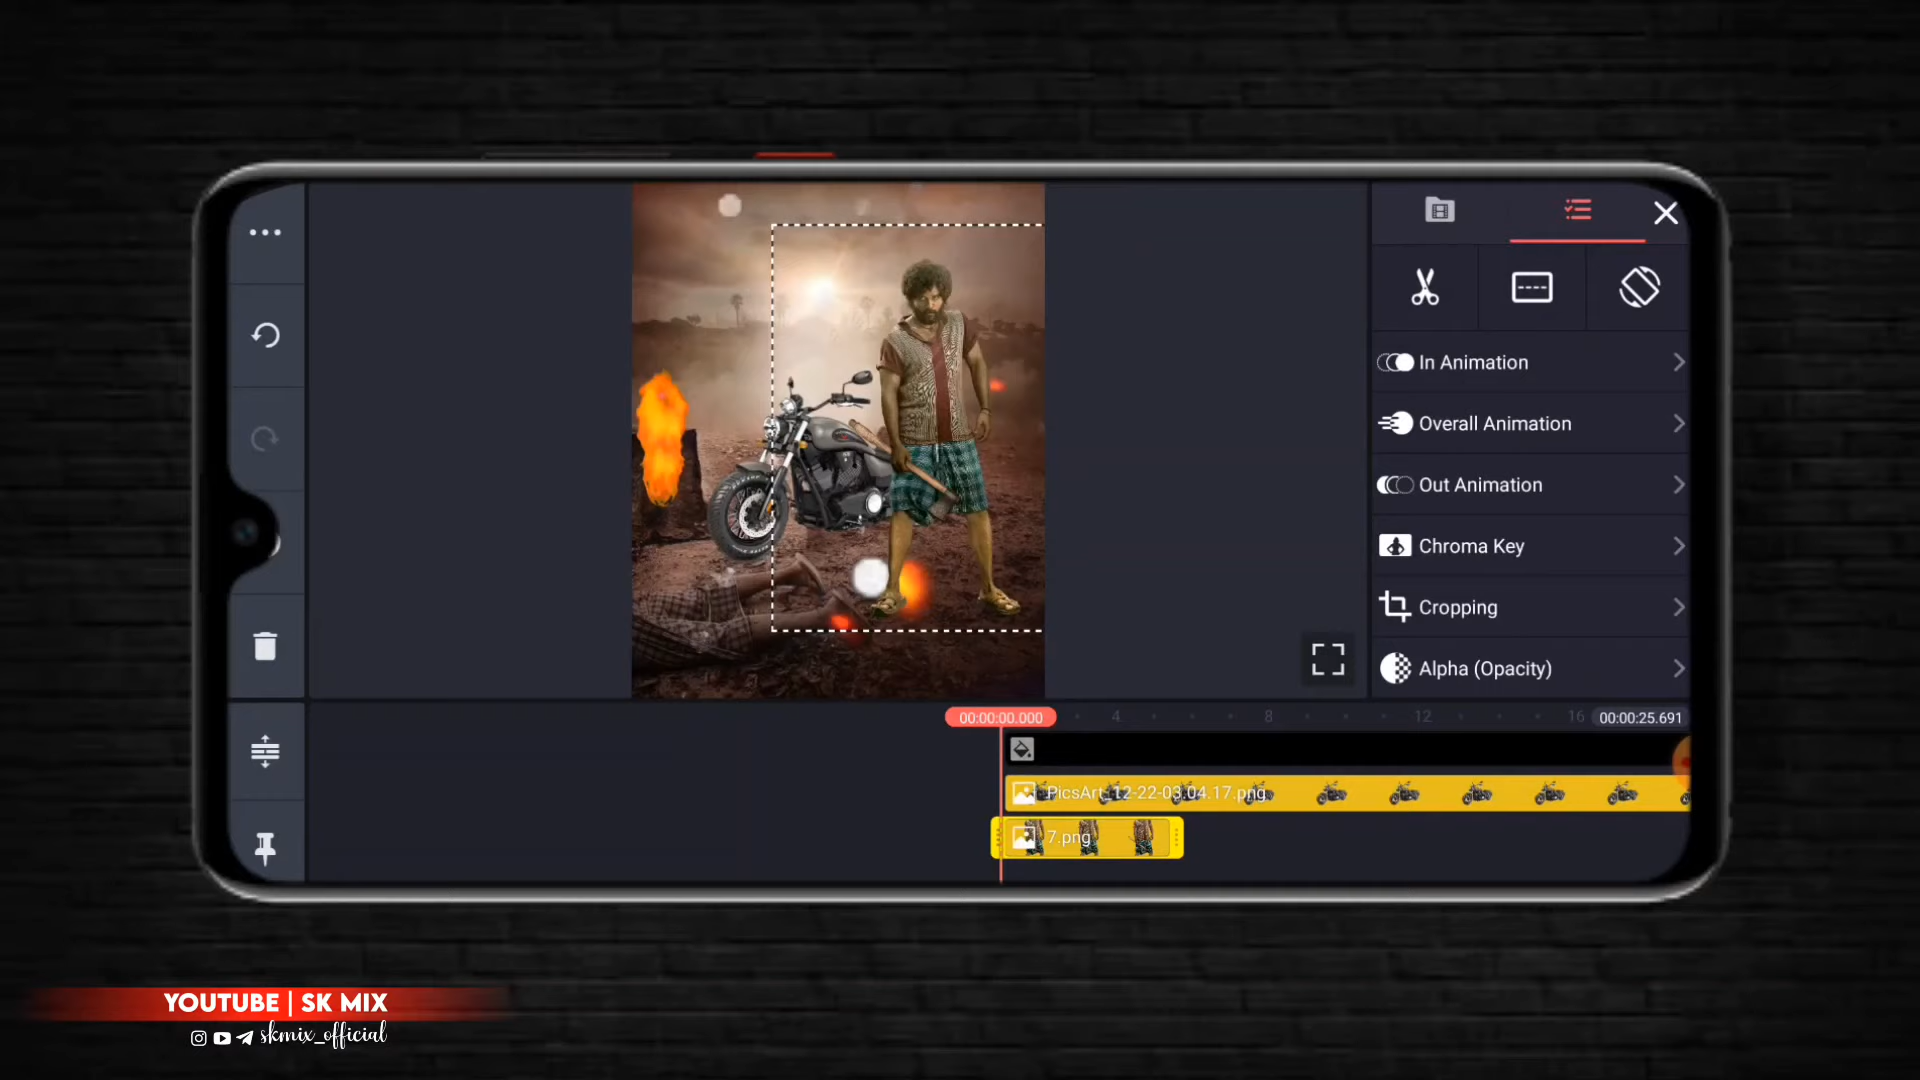 In Animation
Overall Animation
Out Animation
Chroma Key
Cropping
Alpha (Opacity)
00:00:00.000
4
8
12
16
00:00:25.691
PicsArt_12-22-03.04.17.png
7.png
YOUTUBE | SK MIX
skmix_official